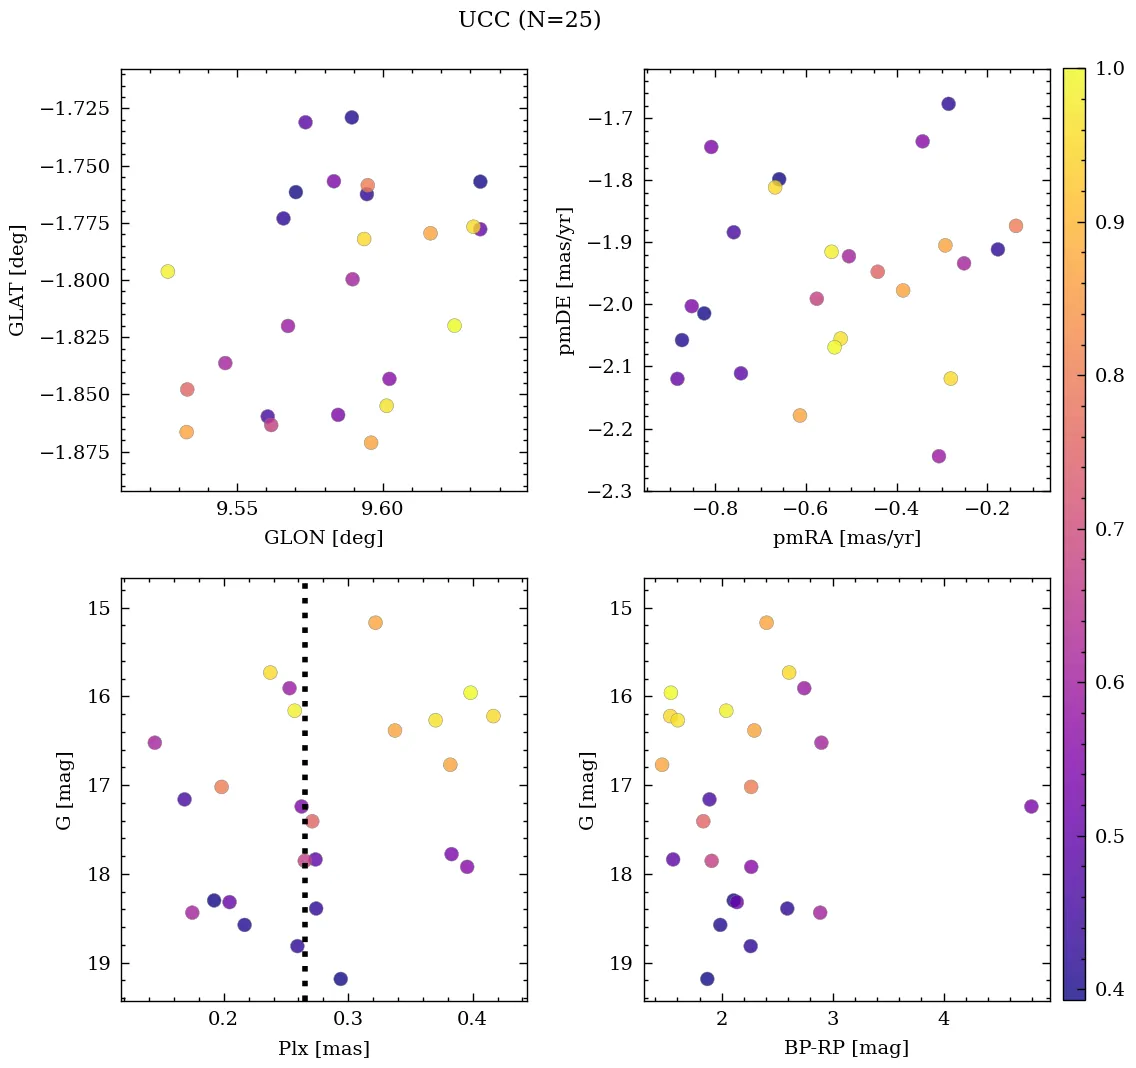 UCC (N=25)
−1.725
−1.750
−1.775
−1.800
−1.825
−1.850
−1.875
GLAT [deg]
9.55 9.60
GLON [deg]
−1.7
−1.8
−1.9
−2.0
−2.1
−2.2
−2.3
pmDE [mas/yr]
−0.8 −0.6 −0.4 −0.2
pmRA [mas/yr]
15
16
17
18
19
G [mag]
0.2 0.3 0.4
Plx [mas]
15
16
17
18
19
G [mag]
2 3 4
BP-RP [mag]
1.0
0.9
0.8
0.7
0.6
0.5
0.4